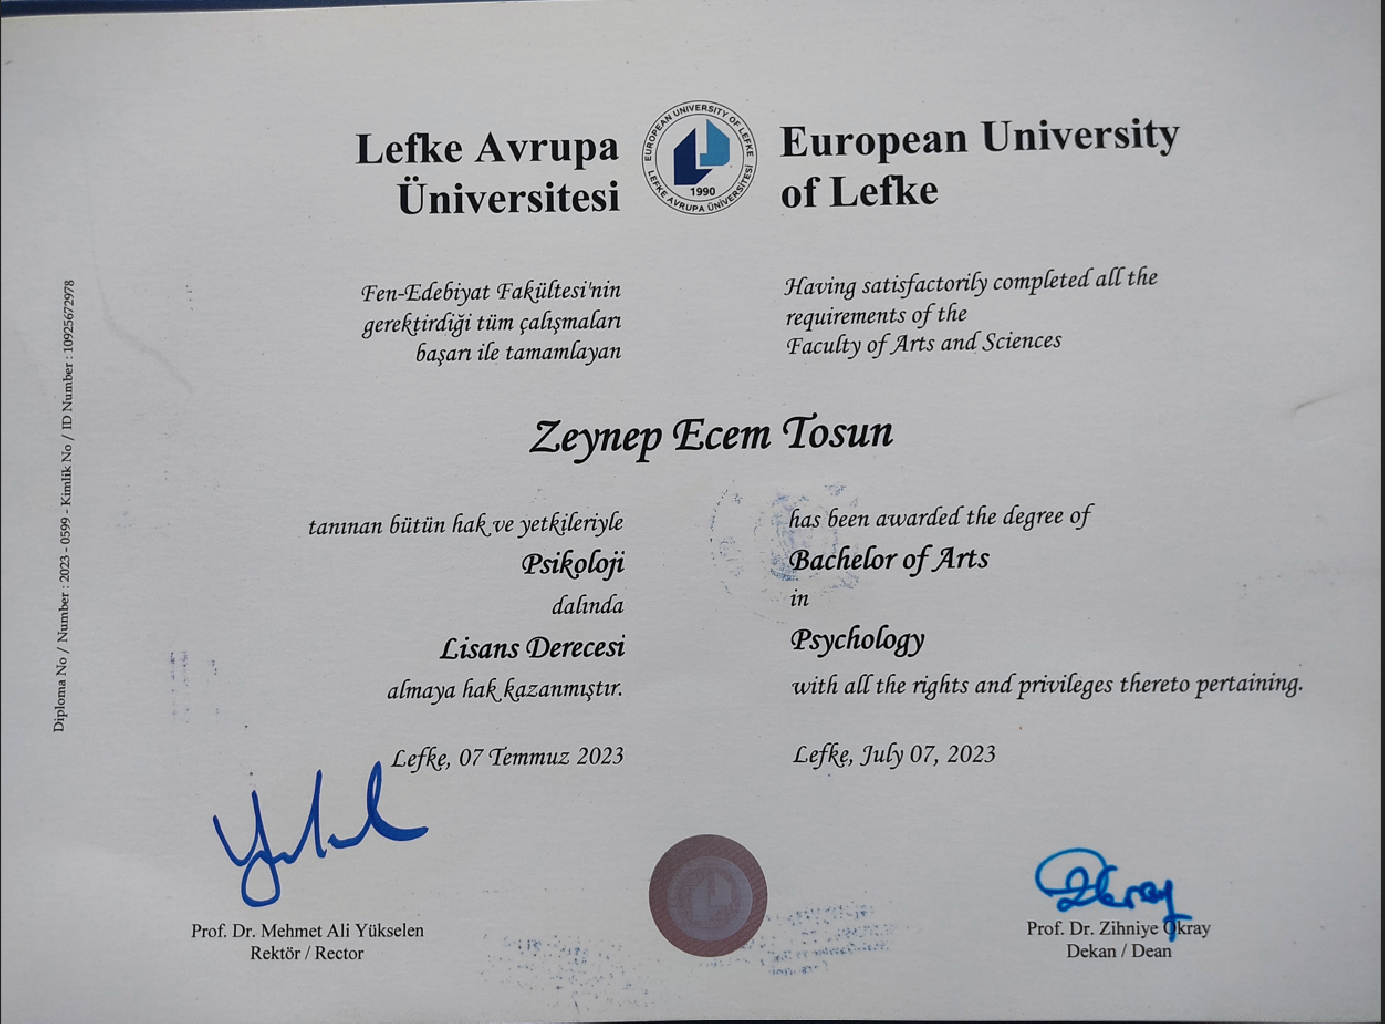 Lefke Avrupa
Üniversitesi
EUROPEAN UNIVERSITY OF LEFKE
LEFKE AVRUPA ÜNİVERSİTESİ
1990
European University
of Lefke
Fen-Edebiyat Fakültesi'nin
gerektirdiği tüm çalışmaları
başarı ile tamamlayan
Having satisfactorily completed all the
requirements of the
Faculty of Arts and Sciences
Zeynep Ecem Tosun
tanınan bütün hak ve yetkileriyle
Psikoloji
dalında
Lisans Derecesi
almaya hak kazanmıştır.
has been awarded the degree of
Bachelor of Arts
in
Psychology
with all the rights and privileges thereto pertaining.
Lefke, 07 Temmuz 2023
Lefke, July 07, 2023
Prof. Dr. Mehmet Ali Yükselen
Rektör / Rector
Prof. Dr. Zihniye Okray
Dekan / Dean
Diploma No / Number : 2023 - 0599 - Kimlik No / ID Number : 10925672978